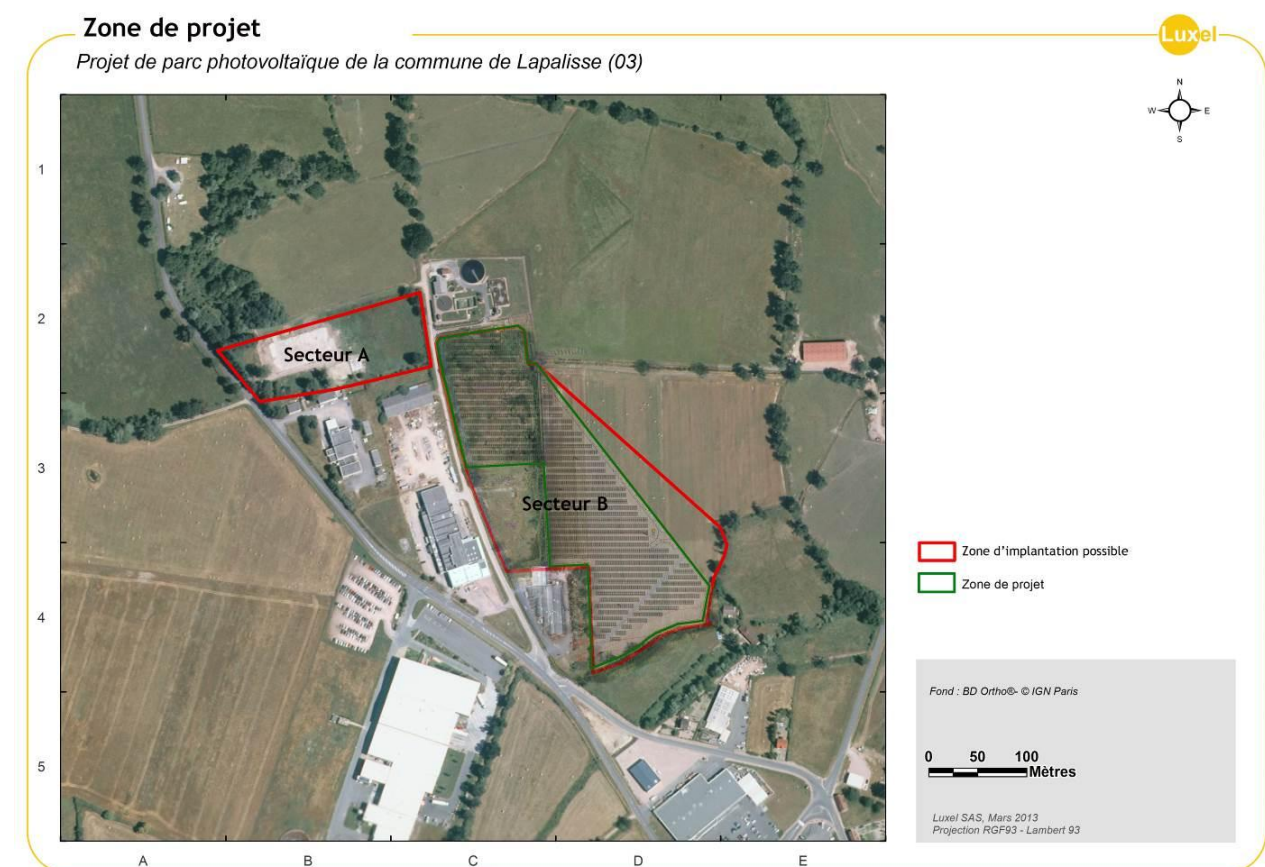 Zone de projet
Luxel
Projet de parc photovoltaïque de la commune de Lapalisse (03)
N
W E
S
1
2
3
4
5
Secteur A
Secteur B
Zone d'implantation possible
Zone de projet
Fond : BD Ortho®- © IGN Paris
0 50 100
Mètres
Luxel SAS, Mars 2013
Projection RGF93 - Lambert 93
A B C D E